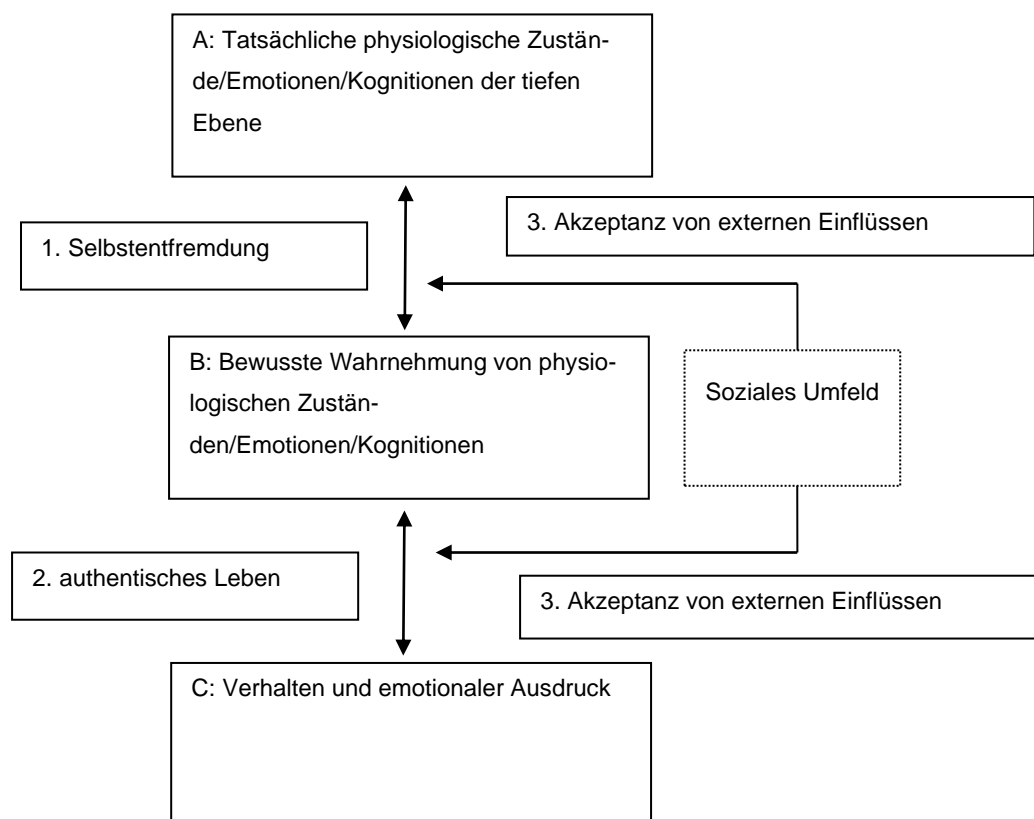 A: Tatsächliche physiologische Zustän-
de/Emotionen/Kognitionen der tiefen
Ebene
3. Akzeptanz von externen Einflüssen
1. Selbstentfremdung
B: Bewusste Wahrnehmung von physio-
logischen Zustän-
den/Emotionen/Kognitionen
Soziales Umfeld
2. authentisches Leben
3. Akzeptanz von externen Einflüssen
C: Verhalten und emotionaler Ausdruck